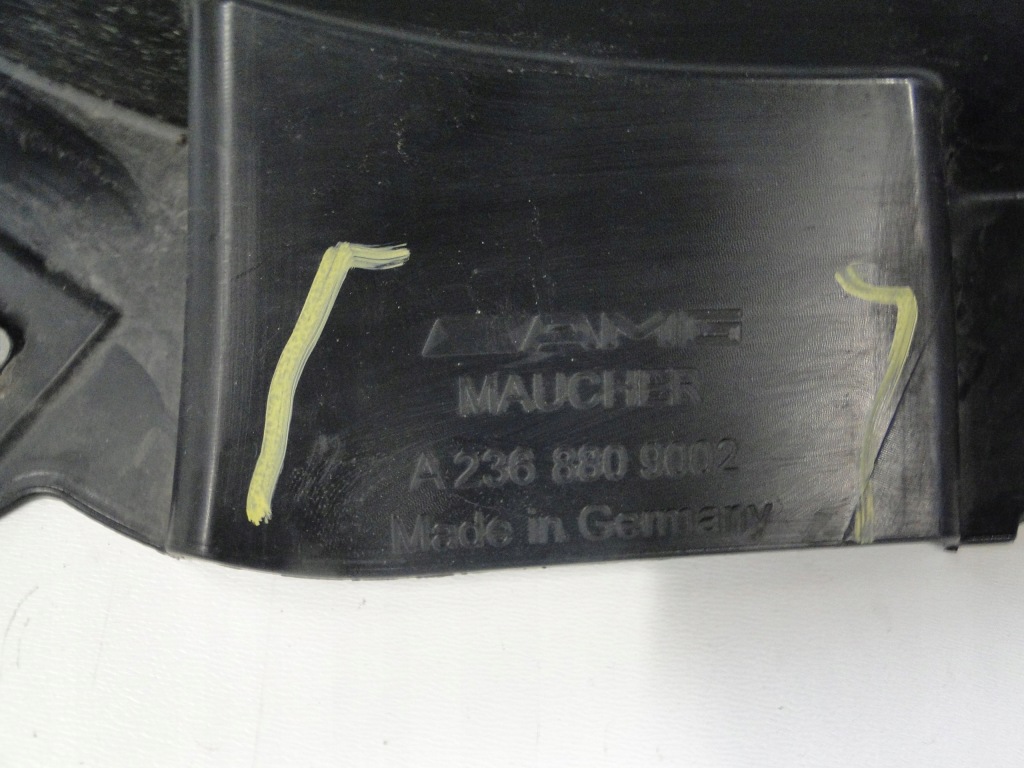 AMG
MAUCHER
A 236 880 9002
Made in Germany